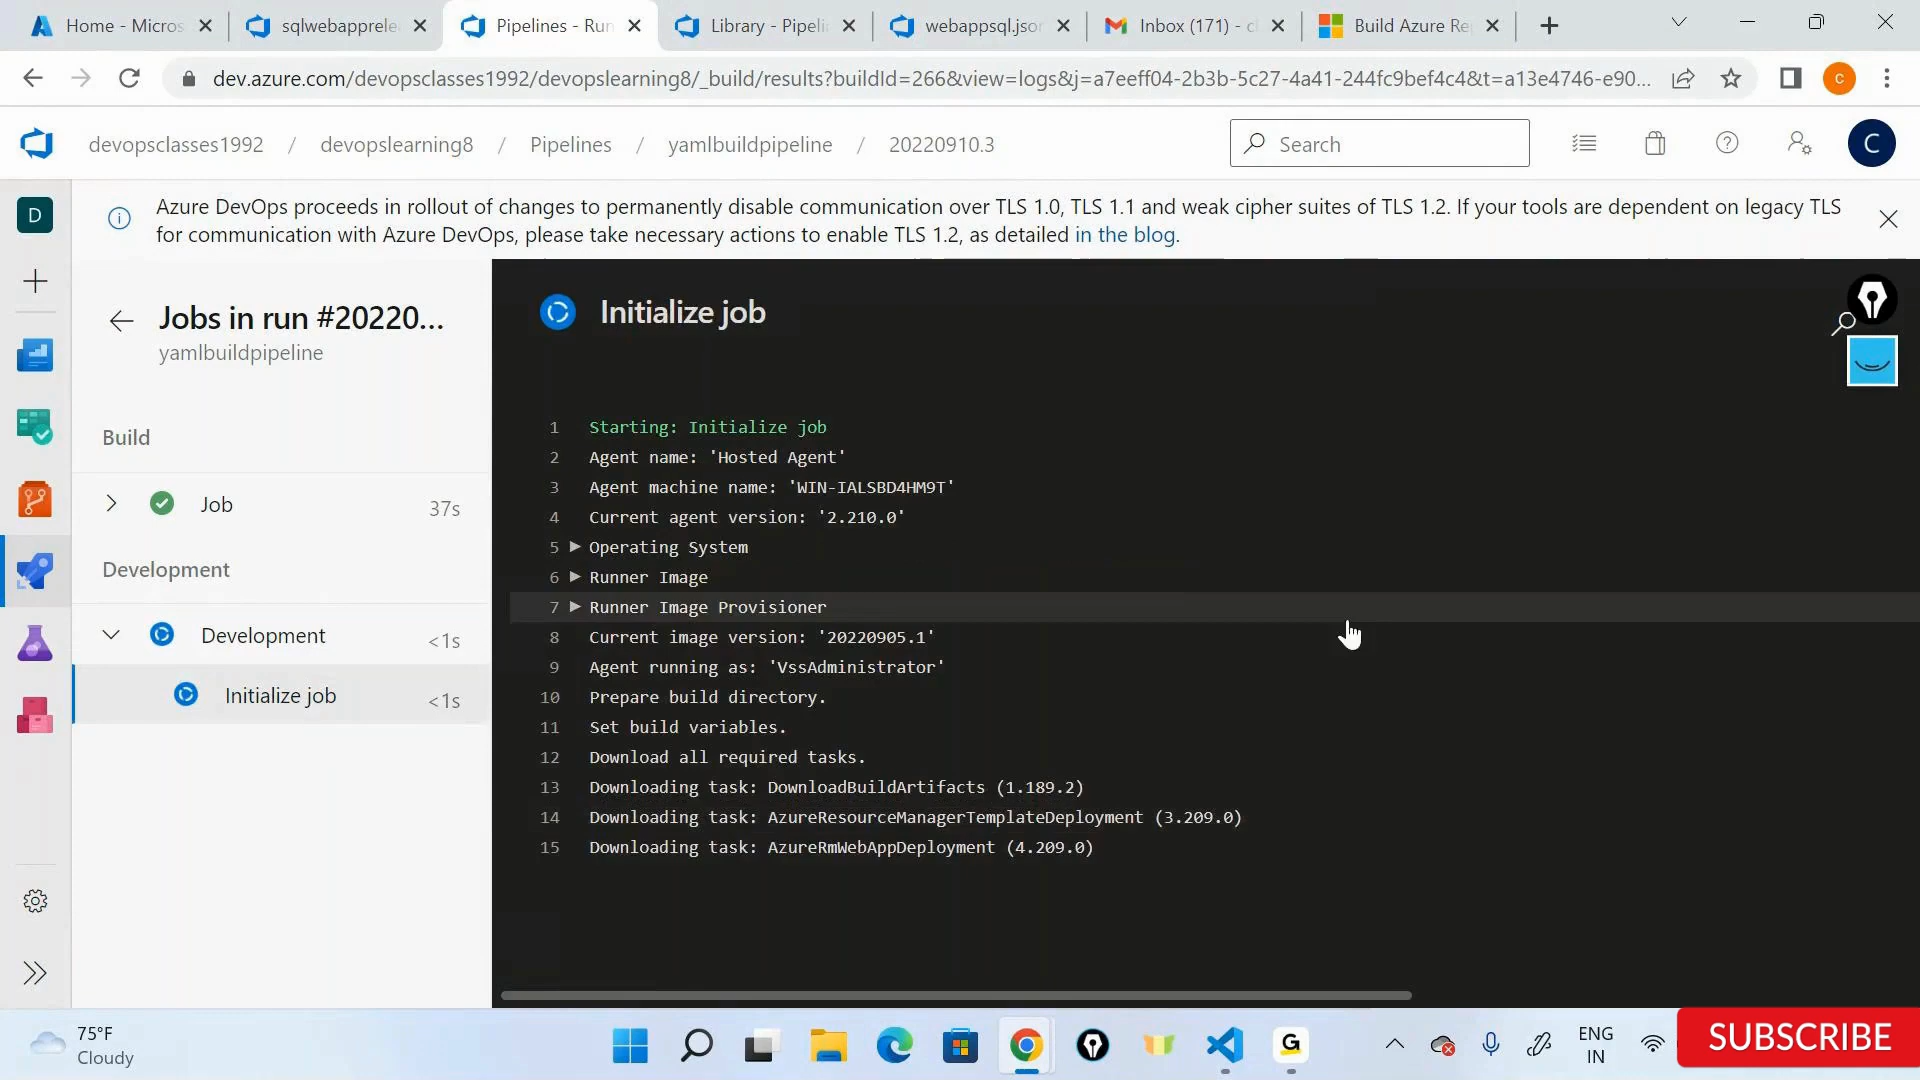 Home - Micros
sqlwebapprele
Pipelines - Run
Library - Pipeli
webappsql.jso
Inbox (171) - c
Build Azure Re
dev.azure.com/devopsclasses1992/devopslearning8/_build/results?buildId=266&view=logs&j=a7eeff04-2b3b-5c27-4a41-244fc9bef4c4&t=a13e4746-e90...
c
devopsclasses1992 / devopslearning8 / Pipelines / yamlbuildpipeline / 20220910.3
Search
C
D
Azure DevOps proceeds in rollout of changes to permanently disable communication over TLS 1.0, TLS 1.1 and weak cipher suites of TLS 1.2. If your tools are dependent on legacy TLS
for communication with Azure DevOps, please take necessary actions to enable TLS 1.2, as detailed in the blog.
Jobs in run #20220...
yamlbuildpipeline
Build
Job 37s
Development
Development <1s
Initialize job <1s
Initialize job
1 Starting: Initialize job
2 Agent name: 'Hosted Agent'
3 Agent machine name: 'WIN-IALSBD4HM9T'
4 Current agent version: '2.210.0'
5 Operating System
6 Runner Image
7 Runner Image Provisioner
8 Current image version: '20220905.1'
9 Agent running as: 'VssAdministrator'
10 Prepare build directory.
11 Set build variables.
12 Download all required tasks.
13 Downloading task: DownloadBuildArtifacts (1.189.2)
14 Downloading task: AzureResourceManagerTemplateDeployment (3.209.0)
15 Downloading task: AzureRmWebAppDeployment (4.209.0)
75°F
Cloudy
G
ENG
IN
SUBSCRIBE